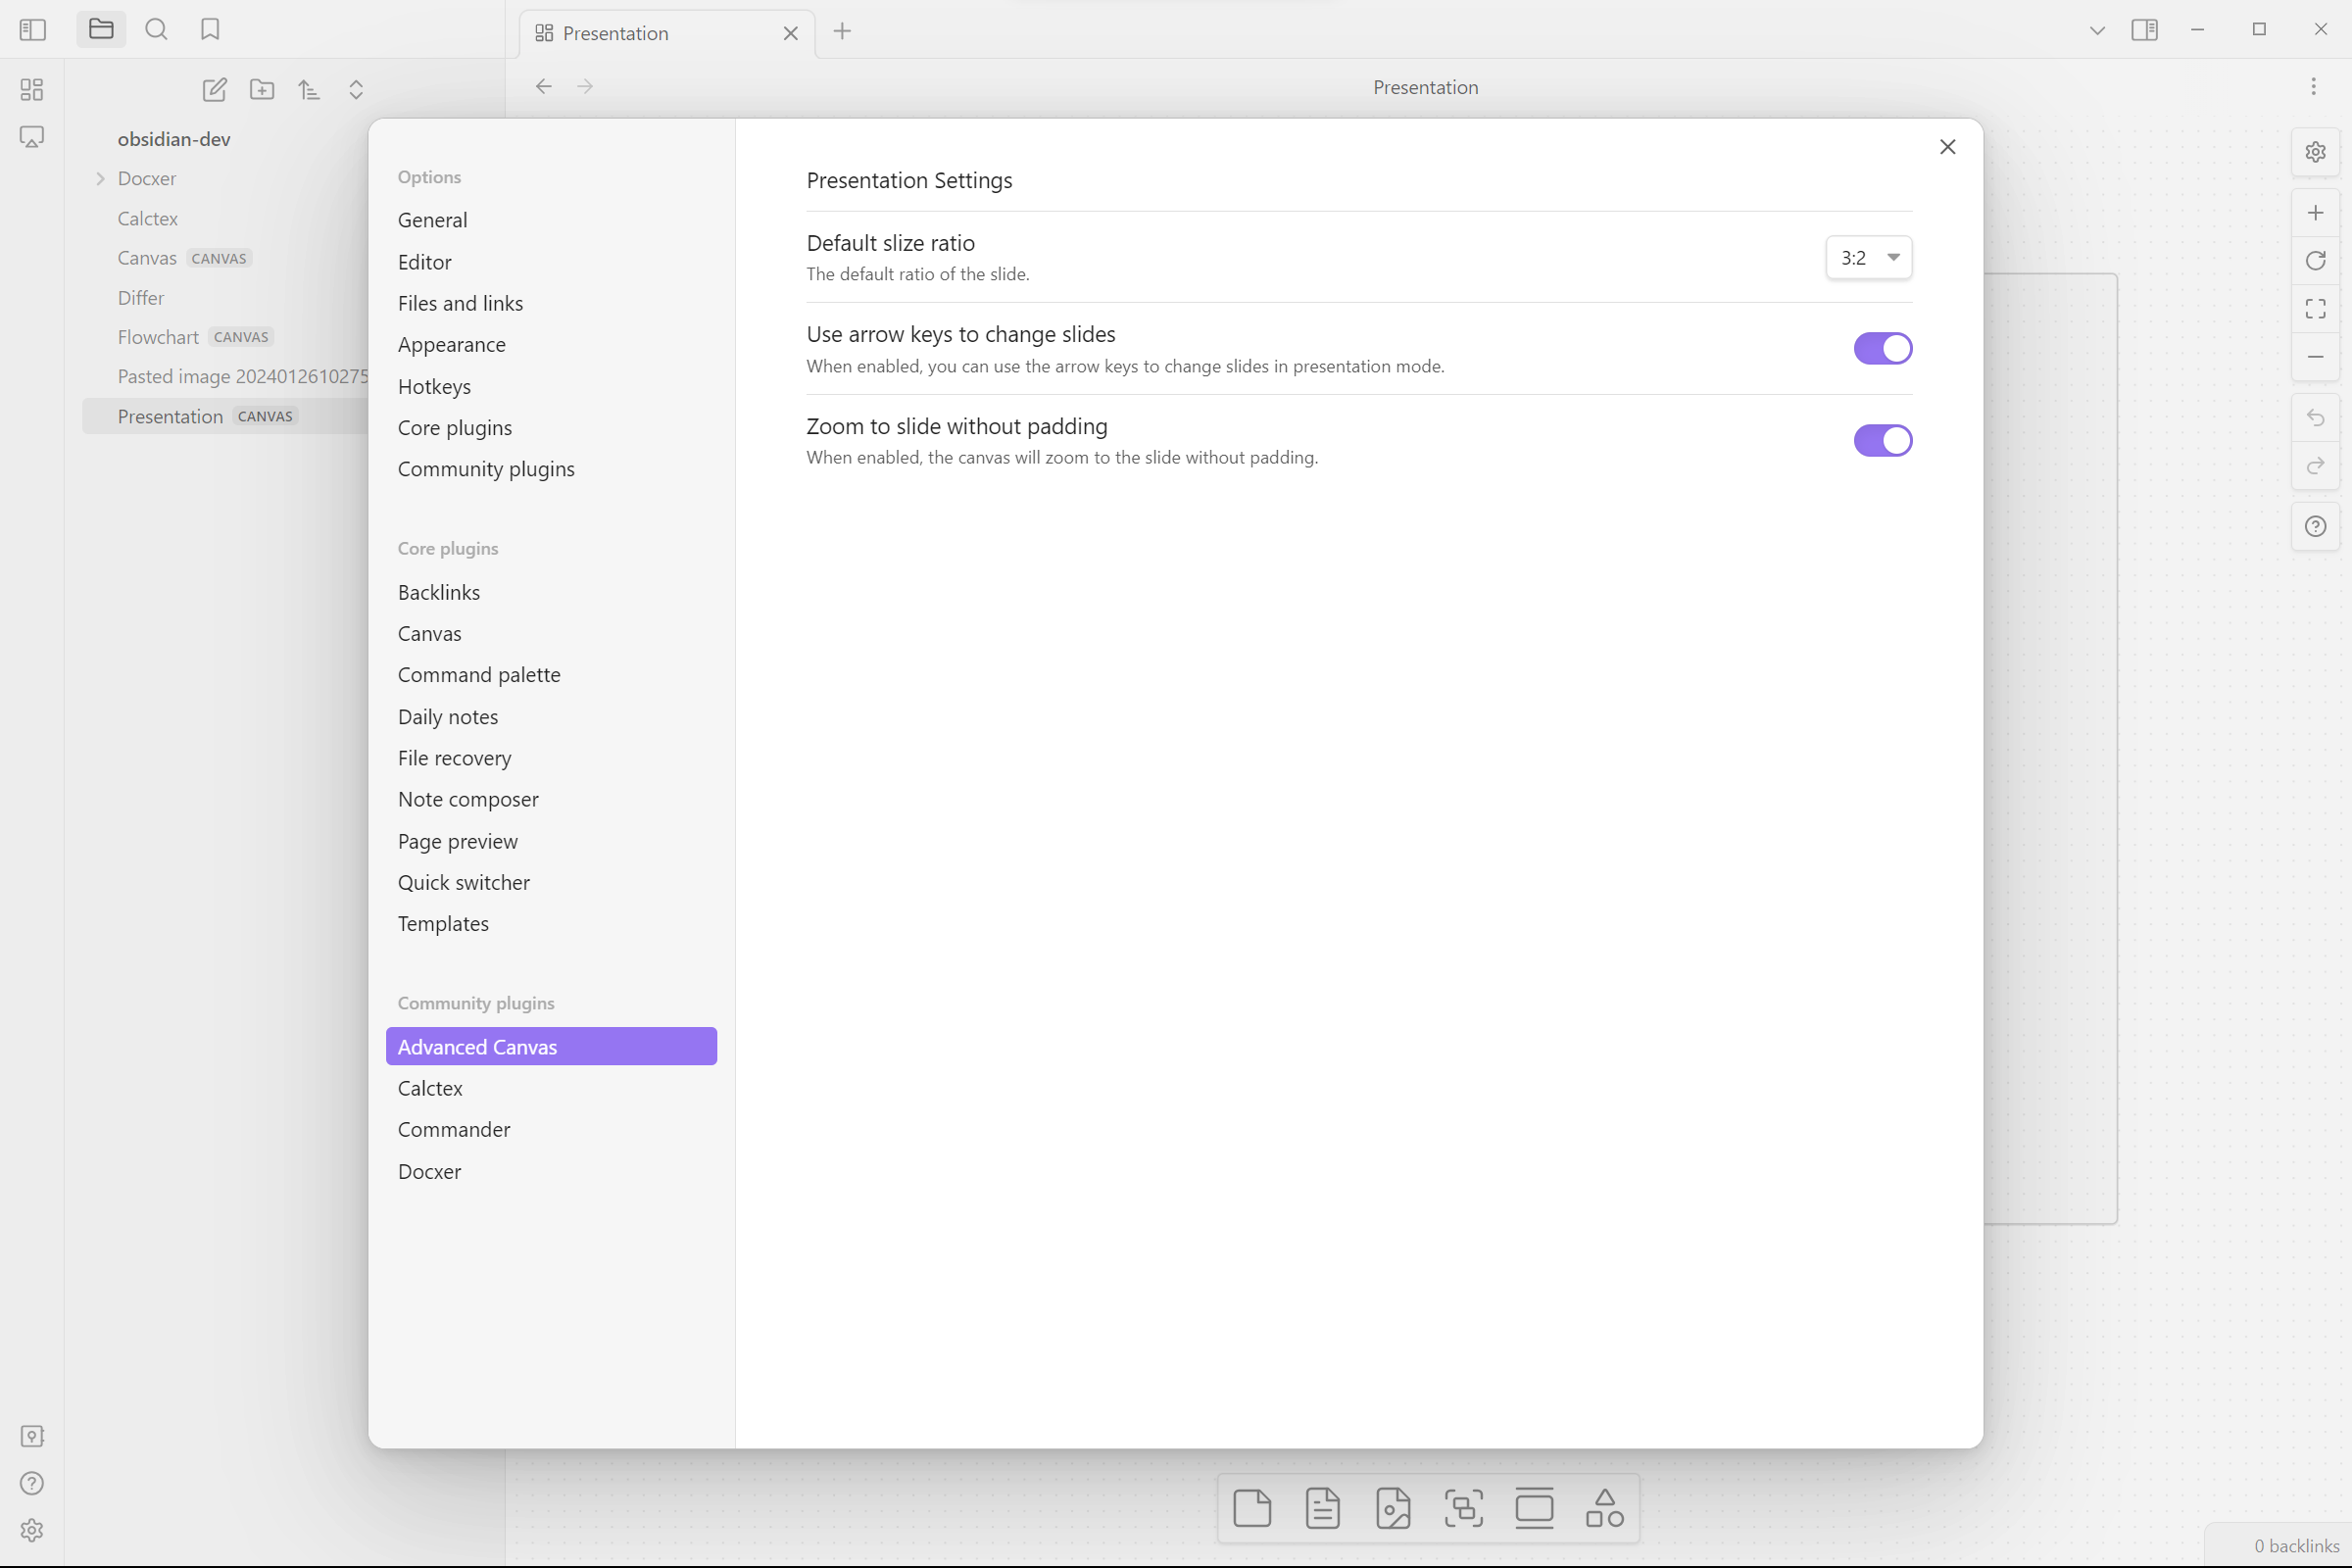 Presentation
Presentation
obsidian-dev
Docxer
Calctex
Canvas CANVAS
Differ
Flowchart CANVAS
Pasted image 2024012610275
Presentation CANVAS
Options
General
Editor
Files and links
Appearance
Hotkeys
Core plugins
Community plugins
Core plugins
Backlinks
Canvas
Command palette
Daily notes
File recovery
Note composer
Page preview
Quick switcher
Templates
Community plugins
Advanced Canvas
Calctex
Commander
Docxer
Presentation Settings
Default slize ratio
The default ratio of the slide.
3:2
Use arrow keys to change slides
When enabled, you can use the arrow keys to change slides in presentation mode.
Zoom to slide without padding
When enabled, the canvas will zoom to the slide without padding.
0 backlinks